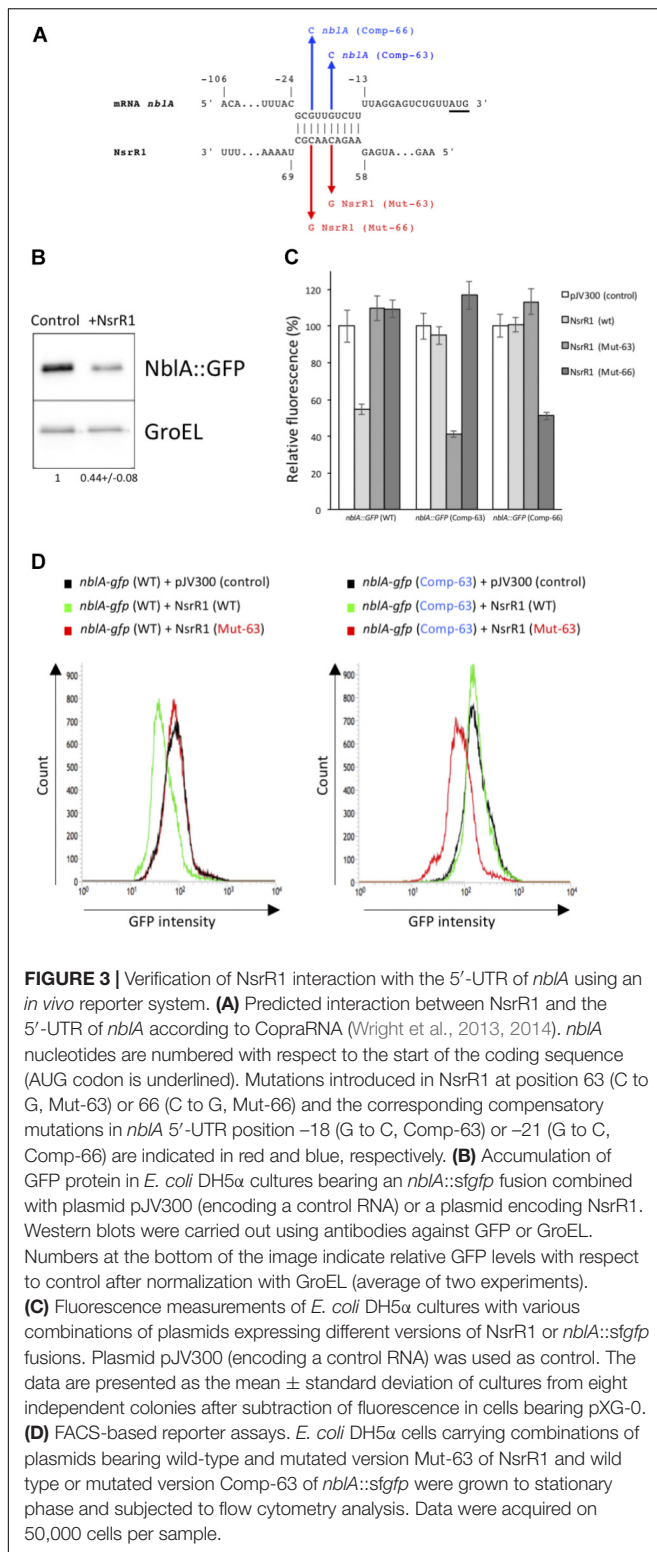 A
C nblA (Comp-66)
C nblA (Comp-63)
-106 -24 -13
mRNA nblA 5' ACA...UUUAC UUAGGAGUCUGUUAUG 3'
GCGUUGUCUU
CGCAACAGAA
NsrR1 3' UUU...AAAAU GAGUA...GAA 5'
69 58
G NsrR1 (Mut-63)
G NsrR1 (Mut-66)
B
Control +NsrR1
NblA::GFP
GroEL
1 0.44+/-0.08
C
Relative fluorescence (%)
120
100
80
60
40
20
0
nblA::GFP (WT) nblA::GFP (Comp-63) nblA::GFP (Comp-66)
pJV300 (control)
NsrR1 (wt)
NsrR1 (Mut-63)
NsrR1 (Mut-66)
D
nblA-gfp (WT) + pJV300 (control)
nblA-gfp (WT) + NsrR1 (WT)
nblA-gfp (WT) + NsrR1 (Mut-63)
nblA-gfp (Comp-63) + pJV300 (control)
nblA-gfp (Comp-63) + NsrR1 (WT)
nblA-gfp (Comp-63) + NsrR1 (Mut-63)
Count
900
800
700
600
500
400
300
200
100
0
10⁰ 10¹ 10² 10³ 10⁴
GFP intensity
Count
900
800
700
600
500
400
300
200
100
0
10⁰ 10¹ 10² 10³ 10⁴
GFP intensity
FIGURE 3 | Verification of NsrR1 interaction with the 5′-UTR of nblA using an
in vivo reporter system. (A) Predicted interaction between NsrR1 and the
5′-UTR of nblA according to CopraRNA (Wright et al., 2013, 2014). nblA
nucleotides are numbered with respect to the start of the coding sequence
(AUG codon is underlined). Mutations introduced in NsrR1 at position 63 (C to
G, Mut-63) or 66 (C to G, Mut-66) and the corresponding compensatory
mutations in nblA 5′-UTR position –18 (G to C, Comp-63) or –21 (G to C,
Comp-66) are indicated in red and blue, respectively. (B) Accumulation of
GFP protein in E. coli DH5α cultures bearing an nblA::sfgfp fusion combined
with plasmid pJV300 (encoding a control RNA) or a plasmid encoding NsrR1.
Western blots were carried out using antibodies against GFP or GroEL.
Numbers at the bottom of the image indicate relative GFP levels with respect
to control after normalization with GroEL (average of two experiments).
(C) Fluorescence measurements of E. coli DH5α cultures with various
combinations of plasmids expressing different versions of NsrR1 or nblA::sfgfp
fusions. Plasmid pJV300 (encoding a control RNA) was used as control. The
data are presented as the mean ± standard deviation of cultures from eight
independent colonies after subtraction of fluorescence in cells bearing pXG-0.
(D) FACS-based reporter assays. E. coli DH5α cells carrying combinations of
plasmids bearing wild-type and mutated version Mut-63 of NsrR1 and wild
type or mutated version Comp-63 of nblA::sfgfp were grown to stationary
phase and subjected to flow cytometry analysis. Data were acquired on
50,000 cells per sample.